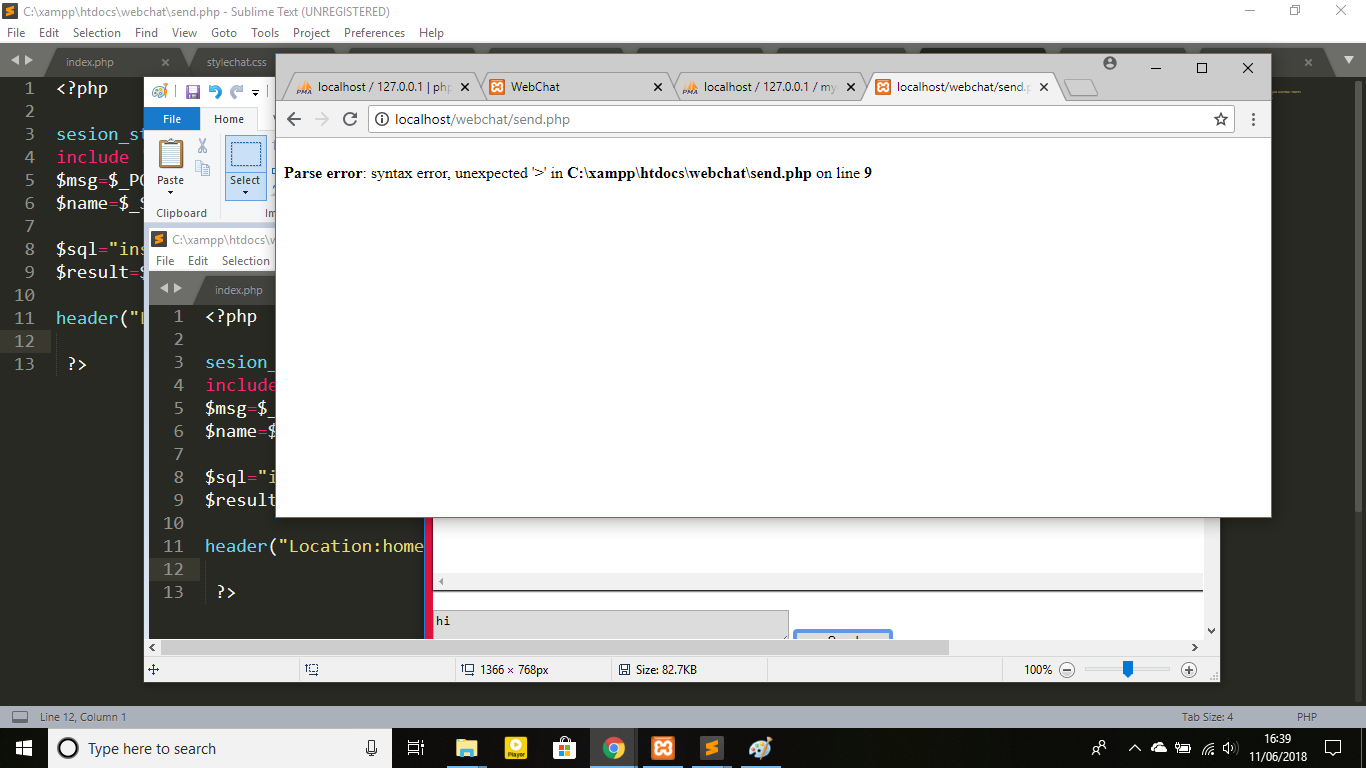 C:\xampp\htdocs\webchat\send.php - Sublime Text (UNREGISTERED)
File Edit Selection Find View Goto Tools Project Preferences Help
index.php
stylechat.css
localhost / 127.0.0.1 | php
WebChat
localhost / 127.0.0.1 / my
localhost/webchat/send.p
localhost/webchat/send.php
Parse error: syntax error, unexpected '>' in C:\xampp\htdocs\webchat\send.php on line 9
1 <?php
2
3 sesion_st
4 include
5 $msg=$_PO
6 $name=$_S
7
8 $sql="ins
9 $result=$
10
11 header("
12
13 ?>
File Home
Paste
Select
Clipboard
C:\xampp\htdocs\w
File Edit Selection
index.php
1 <?php
2
3 sesion_
4 include
5 $msg=$_
6 $name=$
7
8 $sql="i
9 $result
10
11 header("Location:home
12
13 ?>
hi
1366 × 768px
Size: 82.7KB
100%
Line 12, Column 1
Tab Size: 4
PHP
Type here to search
Player
16:39
11/06/2018